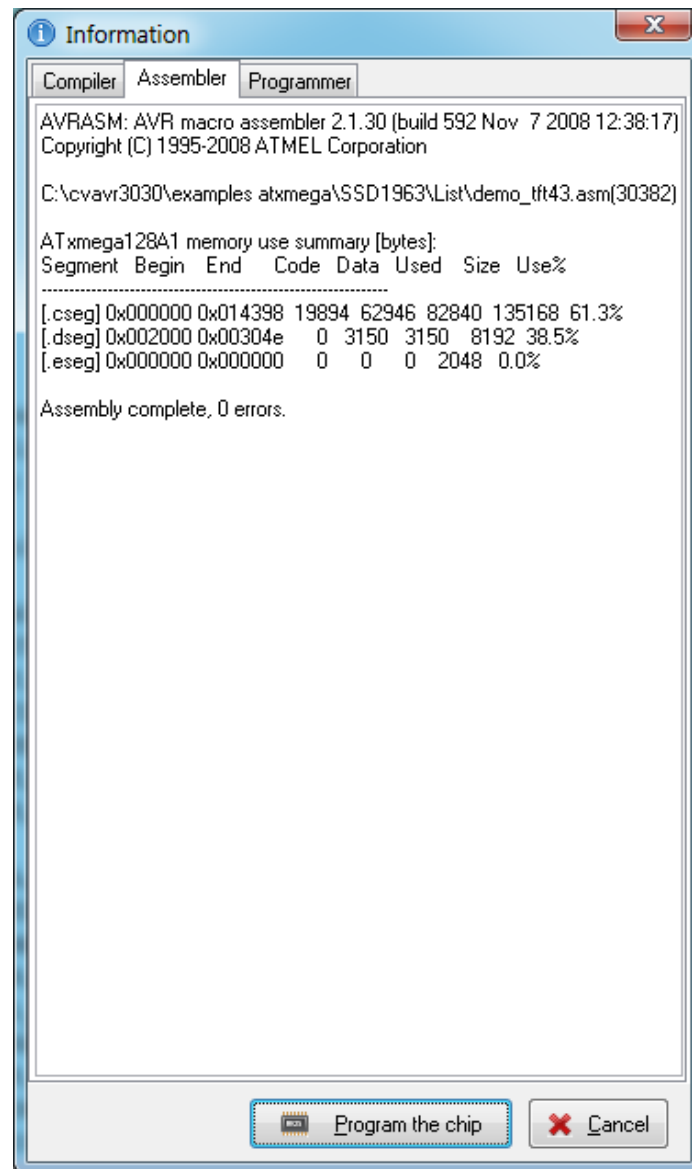 Information
Compiler Assembler Programmer
AVRASM: AVR macro assembler 2.1.30 (build 592 Nov  7 2008 12:38:17)
Copyright (C) 1995-2008 ATMEL Corporation
C:\cvavr3030\examples atxmega\SSD1963\List\demo_tft43.asm(30382)
ATxmega128A1 memory use summary [bytes]:
Segment   Begin    End      Code   Data   Used    Size   Use%
---------------------------------------------------------------
[.cseg] 0x000000 0x014398  19894  62946  82840  135168  61.3%
[.dseg] 0x002000 0x00304e      0   3150   3150    8192  38.5%
[.eseg] 0x000000 0x000000      0      0      0    2048   0.0%
Assembly complete, 0 errors.
Program the chip Cancel